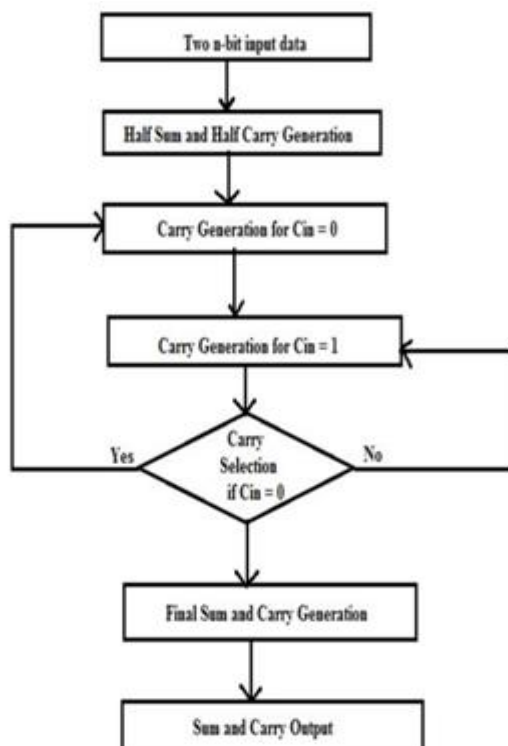 Two n-bit input data
Half Sum and Half Carry Generation
Carry Generation for Cin = 0
Carry Generation for Cin = 1
Yes
Carry
Selection
if Cin = 0
No
Final Sum and Carry Generation
Sum and Carry Output